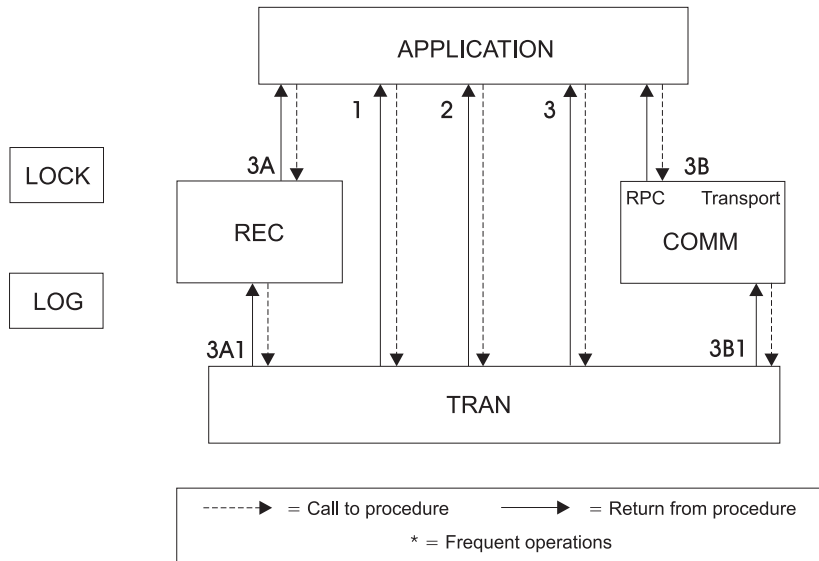 APPLICATION
1
2
3
3A
3B
LOCK
RPC Transport
REC
COMM
LOG
3A1
3B1
TRAN
= Call to procedure
= Return from procedure
* = Frequent operations